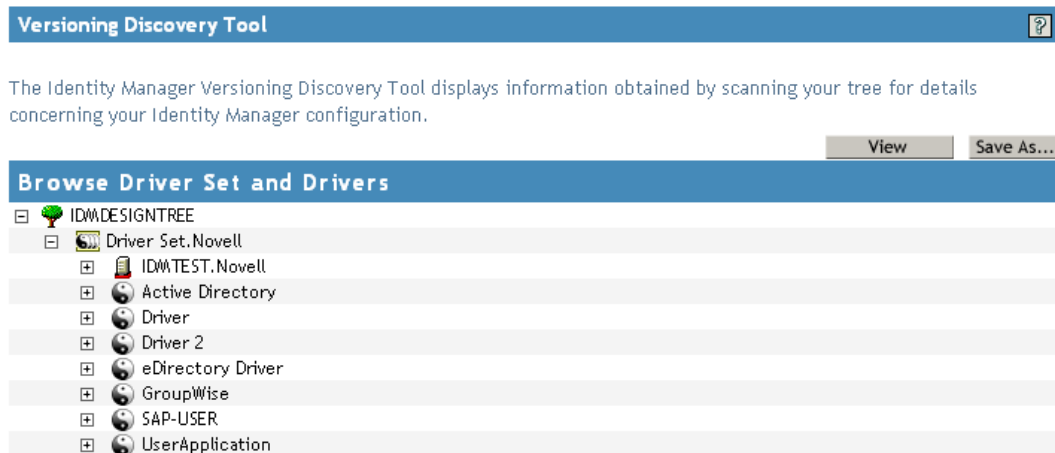 Versioning Discovery Tool
?
The Identity Manager Versioning Discovery Tool displays information obtained by scanning your tree for details
concerning your Identity Manager configuration.
View Save As...
Browse Driver Set and Drivers
IDMDESIGNTREE
Driver Set.Novell
IDMTEST.Novell
Active Directory
Driver
Driver 2
eDirectory Driver
GroupWise
SAP-USER
UserApplication